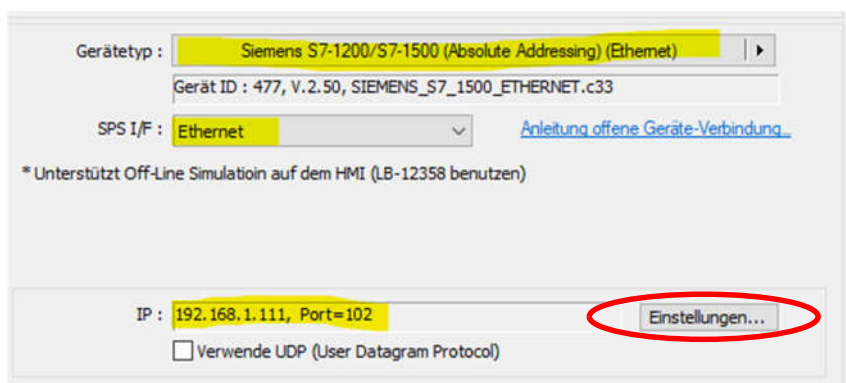 Gerätetyp : Siemens S7-1200/S7-1500 (Absolute Addressing) (Ethernet)
Gerät ID : 477, V.2.50, SIEMENS_S7_1500_ETHERNET.c33
SPS I/F : Ethernet Anleitung offene Geräte-Verbindung...
* Unterstützt Off-Line Simulatioin auf dem HMI (LB-12358 benutzen)
IP : 192.168.1.111, Port=102 Einstellungen...
Verwende UDP (User Datagram Protocol)